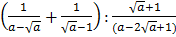 (1/(a−√a) + 1/(√a−1)) : (√a+1)/(a−2√a+1)